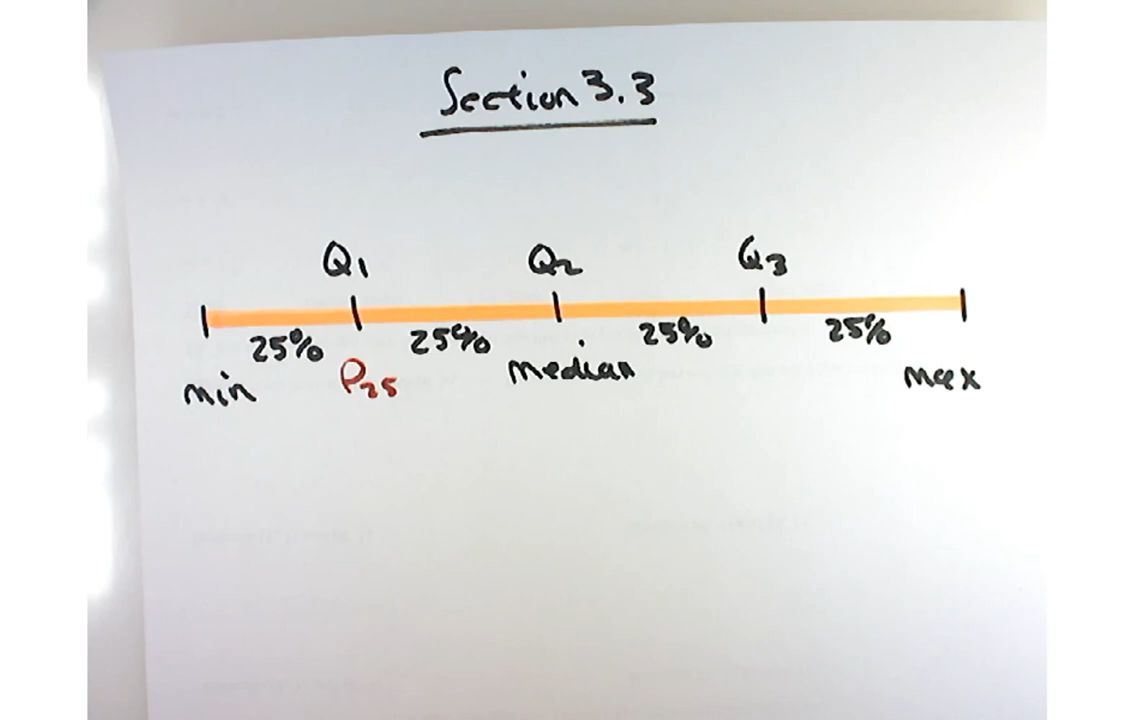 Section 3.3
Q1 Q2 Q3
25% 25% 25% 25%
min P25 median max